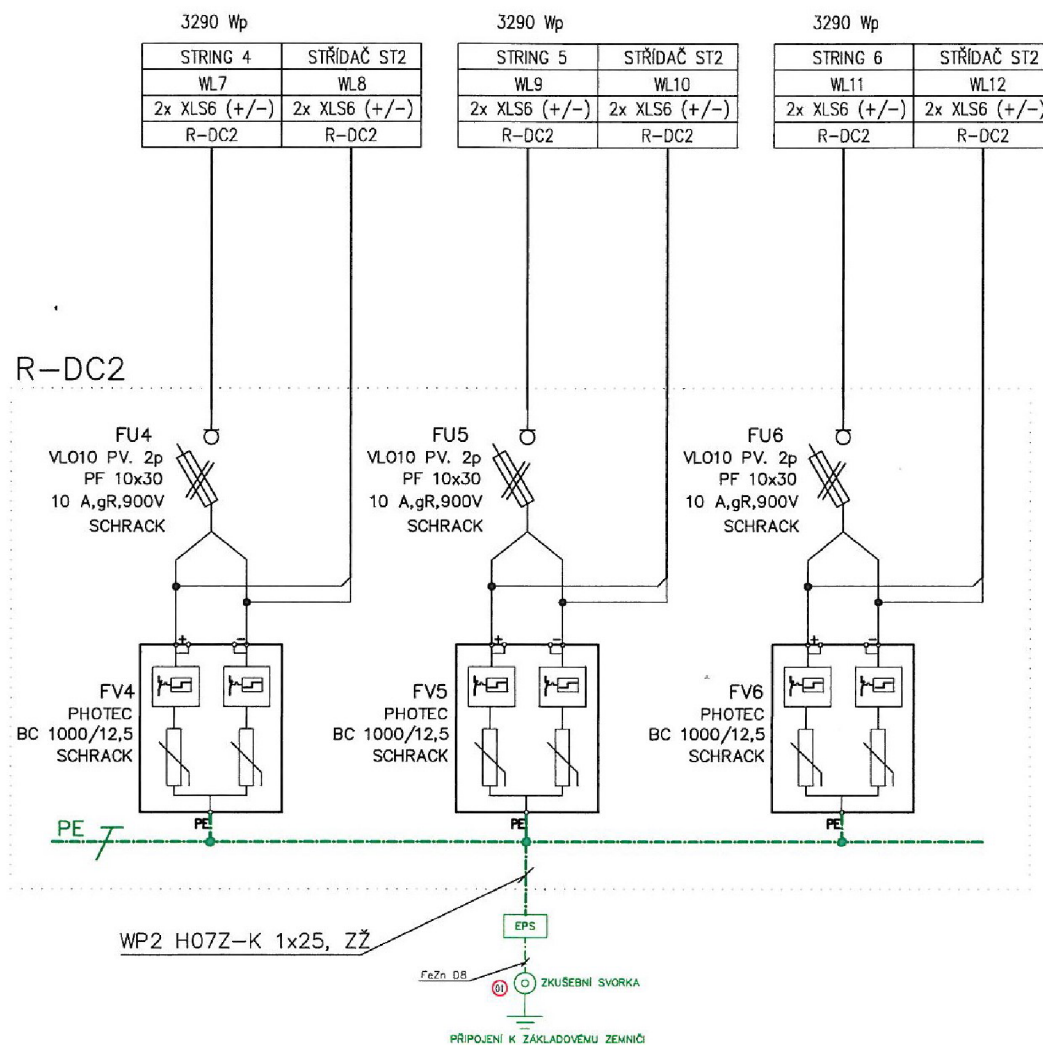 3290 Wp
3290 Wp
3290 Wp
STRING 4 STŘÍDAČ ST2
WL7 WL8
2x XLS6 (+/-) 2x XLS6 (+/-)
R-DC2 R-DC2
STRING 5 STŘÍDAČ ST2
WL9 WL10
2x XLS6 (+/-) 2x XLS6 (+/-)
R-DC2 R-DC2
STRING 6 STŘÍDAČ ST2
WL11 WL12
2x XLS6 (+/-) 2x XLS6 (+/-)
R-DC2 R-DC2
R-DC2
FU4
VLO10 PV. 2p
PF 10x30
10 A,gR,900V
SCHRACK
FU5
VLO10 PV. 2p
PF 10x30
10 A,gR,900V
SCHRACK
FU6
VLO10 PV. 2p
PF 10x30
10 A,gR,900V
SCHRACK
+ -
FV4
PHOTEC
BC 1000/12,5
SCHRACK
PE
+ -
FV5
PHOTEC
BC 1000/12,5
SCHRACK
PE
+ -
FV6
PHOTEC
BC 1000/12,5
SCHRACK
PE
PE
WP2 H07Z-K 1x25, ZŽ
EPS
FeZn D8
01
ZKUŠEBNÍ SVORKA
PŘIPOJENÍ K ZÁKLADOVÉMU ZEMNIČI